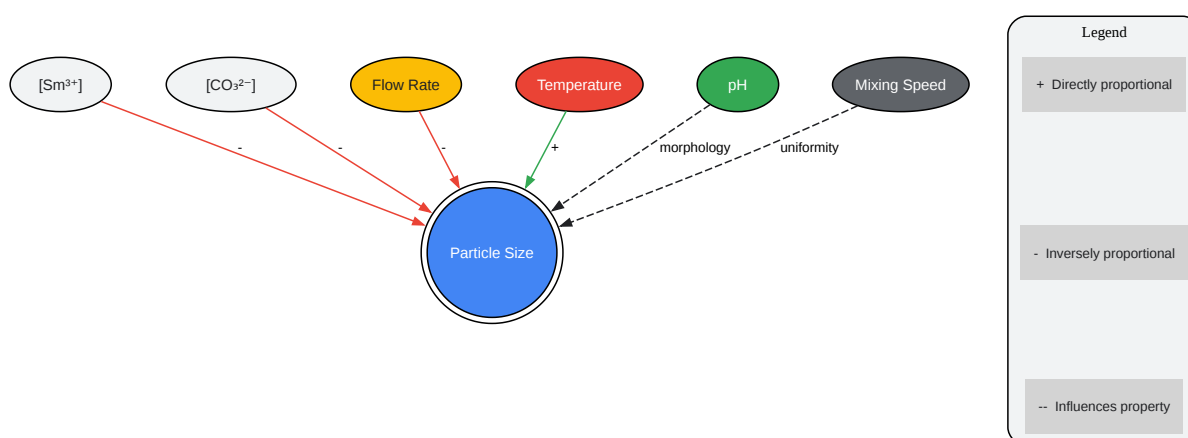 Legend
[Sm³⁺]
[CO₃²⁻]
Flow Rate
Temperature
pH
Mixing Speed
+ Directly proportional
-
-
-
+
morphology
uniformity
Particle Size
- Inversely proportional
-- Influences property